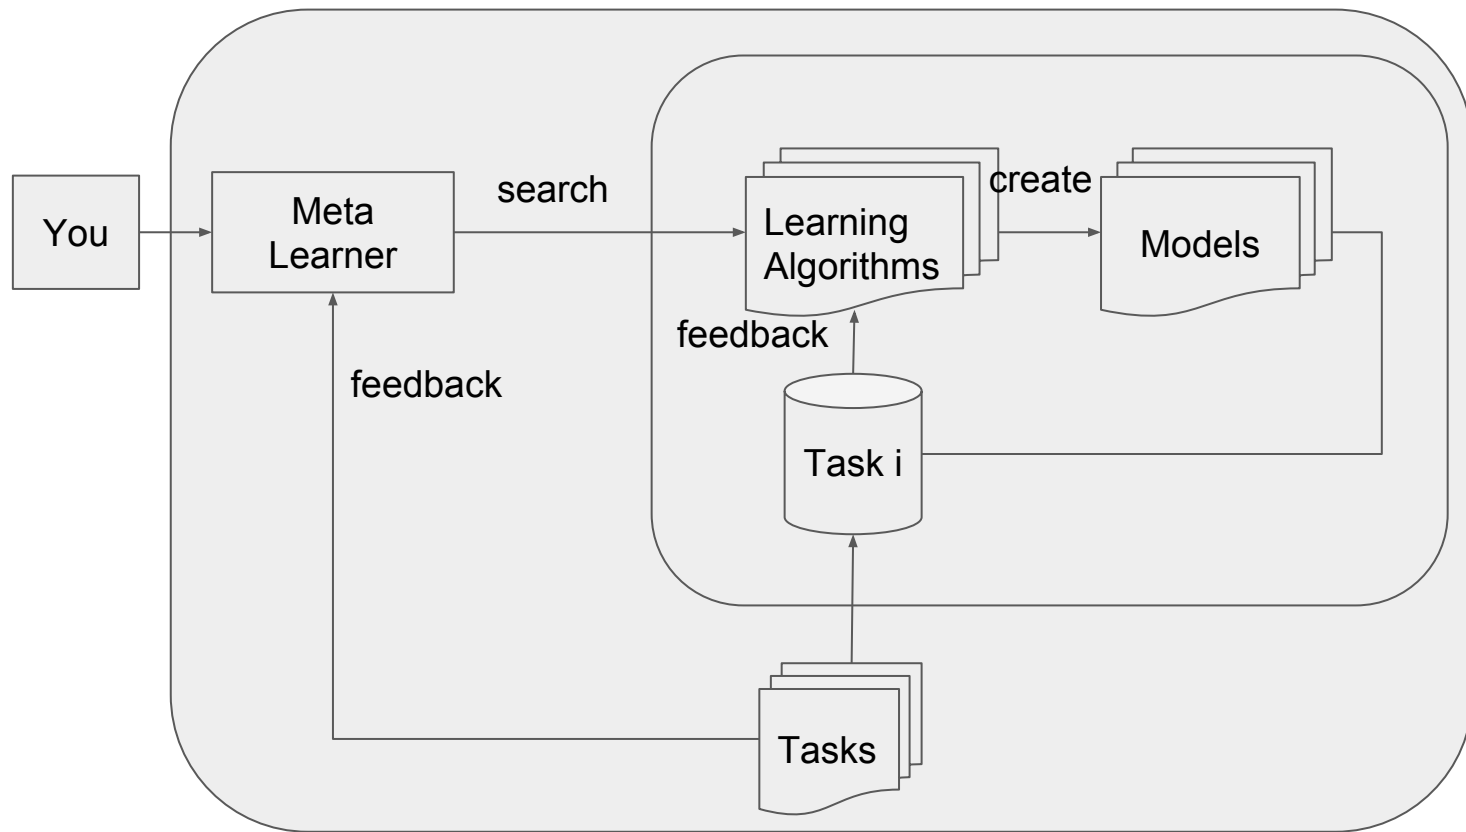 You
Meta
Learner
search
Learning
Algorithms
create
Models
feedback
feedback
Task i
Tasks